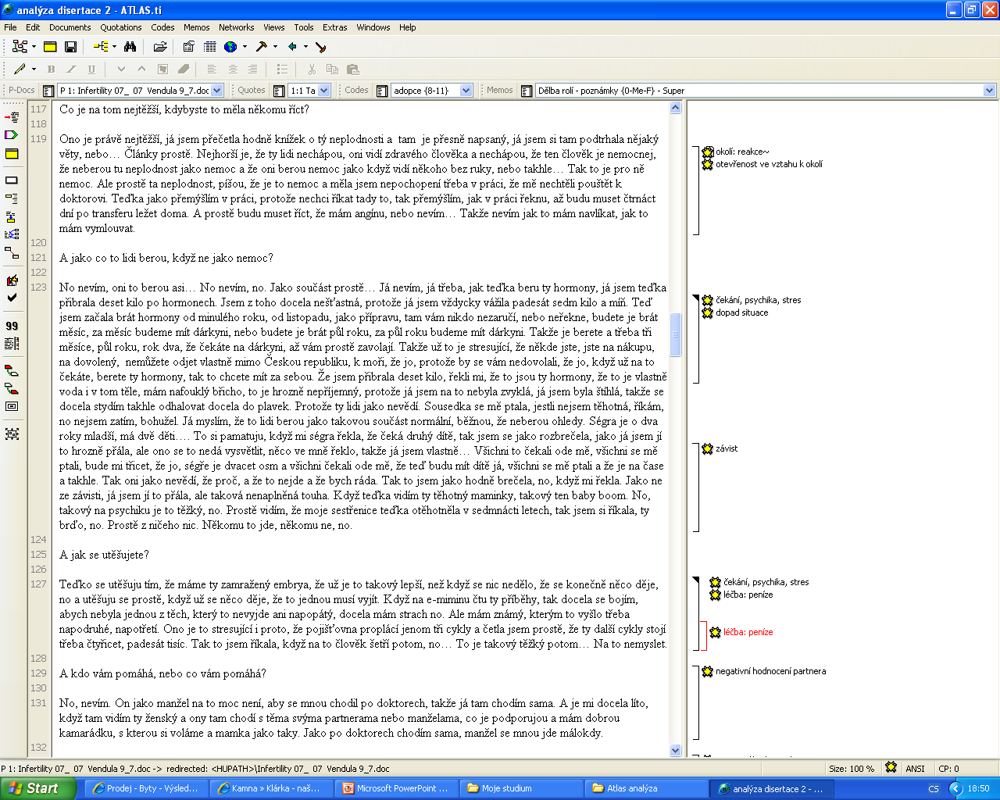 analýza disertace 2 - ATLAS.ti
File Edit Documents Quotations Codes Memos Networks Views Tools Extras Windows Help
P-Docs P 1: Infertility 07_ 07 Vendula 9_7.doc Quotes 1:1 Ta Codes adopce {8-11} Memos Dělba rolí - poznámky {0-Me-F} - Super
117 Co je na tom nejtěžší, kdybyste to měla někomu říct?
118
119 Ono je právě nejtěžší, já jsem přečetla hodně knížek o tý neplodnosti a tam je přesně napsaný, já jsem si tam podtrhala nějaký
věty, nebo… Články prostě. Nejhorší je, že ty lidi nechápou, oni vidí zdravého člověka a nechápou, že ten člověk je nemocnej,
že neberou tu neplodnost jako nemoc a že oni berou nemoc jako když vidí někoho bez ruky, nebo takhle… Tak to je pro ně
nemoc. Ale prostě ta neplodnost, píšou, že je to nemoc a měla jsem nepochopení třeba v práci, že mě nechtěli pouštět k
doktorovi. Teďka jako přemýšlím v práci, protože nechci říkat tady to, tak přemýšlím, jak v práci řeknu, až budu muset čtrnáct
dní po transferu ležet doma. A prostě budu muset říct, že mám angínu, nebo nevím… Takže nevím jak to mám navlíkat, jak to
mám vymlouvat.
120
121 A jako co to lidi berou, když ne jako nemoc?
122
123 No nevím, oni to berou asi… No nevím, no. Jako součást prostě… Já nevím, já třeba, jak teďka beru ty hormony, já jsem teďka
přibrala deset kilo po hormonech. Jsem z toho docela nešťastná, protože já jsem vždycky vážila padesát sedm kilo a míň. Teď
jsem začala brát hormony od minulého roku, od listopadu, jako přípravu, tam vám nikdo nezaručí, nebo neřekne, budete je brát
měsíc, za měsíc budeme mít dárkyni, nebo budete je brát půl roku, za půl roku budeme mít dárkyni. Takže je berete a třeba tři
měsíce, půl roku, rok dva, že čekáte na dárkyni, až vám prostě zavolají. Takže už to je stresující, že někde jste, jste na nákupu,
na dovolený, nemůžete odjet vlastně mimo Českou republiku, k moři, že jo, protože by se vám nedovolali, že jo, když už na to
čekáte, berete ty hormony, tak to chcete mít za sebou. Že jsem přibrala deset kilo, řekli mi, že to jsou ty hormony, že to je vlastně
voda i v tom těle, mám nafouklý břicho, to je hrozně nepříjemný, protože já jsem na to nebyla zvyklá, já jsem byla štíhlá, takže se
docela stydím takhle odhalovat docela do plavek. Protože ty lidi jako nevědí. Sousedka se mě ptala, jestli nejsem těhotná, říkám,
no nejsem zatím, bohužel. Já myslím, že to lidi berou jako takovou součást normální, běžnou, že neberou ohledy. Ségra je o dva
roky mladší, má dvě děti…. To si pamatuju, když mi ségra řekla, že čeká druhý dítě, tak jsem se jako rozbrečela, jako já jsem jí
to hrozně přála, ale ono se to nedá vysvětlit, něco ve mně řeklo, takže já jsem vlastně… Všichni to čekali ode mě, všichni se mě
ptali, bude mi třicet, že jo, ségře je dvacet osm a všichni čekali ode mě, že teď budu mít dítě já, všichni se mě ptali a že je na čase
a takhle. Tak oni jako nevědí, že proč, a že to nejde a že bych ráda. Tak to jsem jako hodně brečela, no, když mi řekla. Jako ne
ze závisti, já jsem jí to přála, ale taková nenaplněná touha. Když teďka vidím ty těhotný maminky, takový ten baby boom. No,
takový na psychiku je to těžký, no. Prostě vidím, že moje sestřenice teďka otěhotněla v sedmnácti letech, tak jsem si říkala, ty
brďo, no. Prostě z ničeho nic. Někomu to jde, někomu ne, no.
124
125 A jak se utěšujete?
126
127 Teďko se utěšuju tím, že máme ty zamražený embrya, že už je to takový lepší, než když se nic nedělo, že se konečně něco děje,
no a utěšuju se prostě, když už se něco děje, že to jednou musí vyjít. Když na e-miminu čtu ty příběhy, tak docela se bojím,
abych nebyla jednou z těch, který to nevyjde ani napopátý, docela mám strach no. Ale mám známý, kterým to vyšlo třeba
napodruhé, napotřetí. Ono je to stresující i proto, že pojišťovna proplácí jenom tři cykly a četla jsem prostě, že ty další cykly stojí
třeba čtyřicet, padesát tisíc. Tak to jsem říkala, když na to člověk šetří potom, no… To je takový těžký potom… Na to nemyslet.
128
129 A kdo vám pomáhá, nebo co vám pomáhá?
130
131 No, nevím. On jako manžel na to moc není, aby se mnou chodil po doktorech, takže já tam chodím sama. A je mi docela líto,
když tam vidím ty ženský a ony tam chodí s těma svýma partnerama nebo manželama, co je podporujou a mám dobrou
kamarádku, s kterou si voláme a mamka jako taky. Jako po doktorech chodím sama, manžel se mnou jde málokdy.
132
okolí: reakce~
otevřenost ve vztahu k okolí
čekání, psychika, stres
dopad situace
závist
čekání, psychika, stres
léčba: peníze
léčba: peníze
negativní hodnocení partnera
P 1: Infertility 07_ 07 Vendula 9_7.doc -> redirected: <HUPATH>\Infertility 07_ 07 Vendula 9_7.doc Size: 100 % ANSI CP: 0
Start Prodej - Byty - Výsled... Kamna » Klárka - naš... Microsoft PowerPoint ... Moje studium Atlas analýza analýza disertace 2 - ... CS 18:50